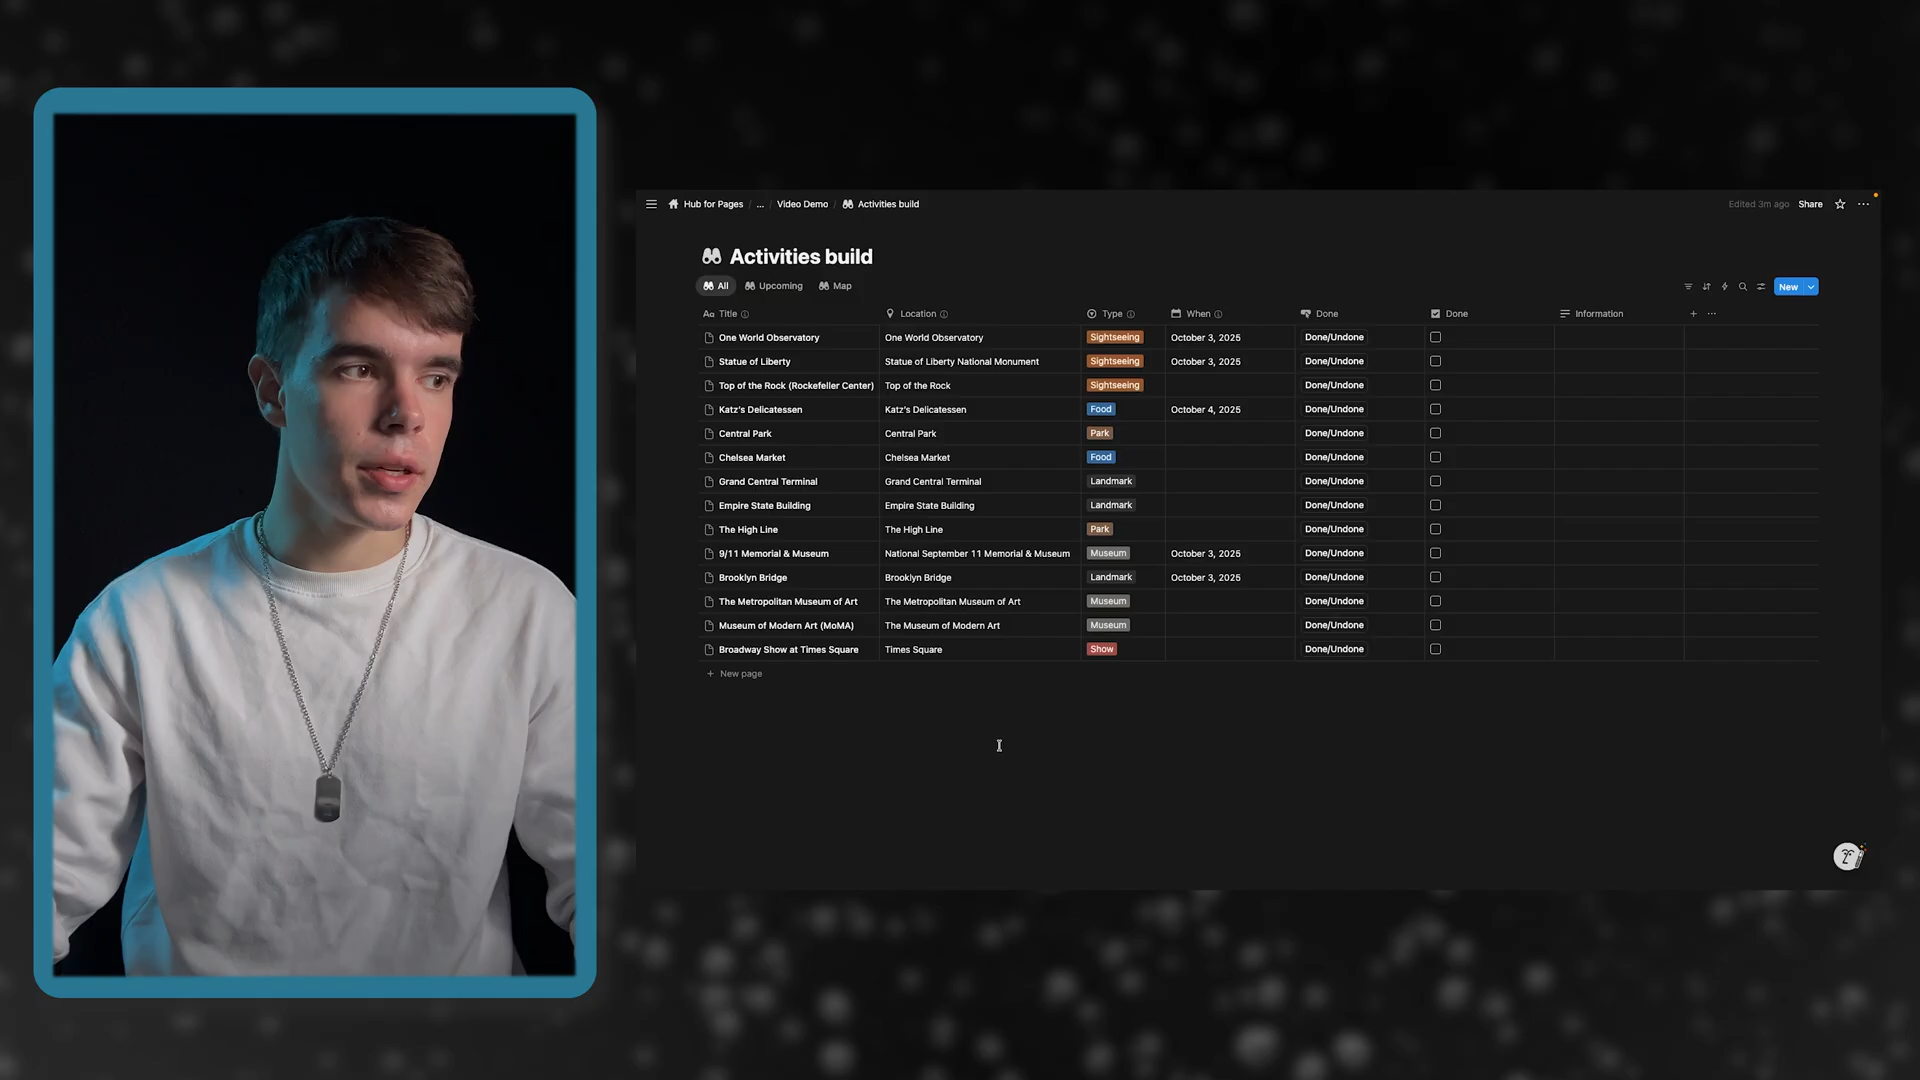 Hub for Pages / ... / Video Demo / Activities build
Edited 3m ago Share
Activities build
All Upcoming Map
New
Aa Title Location Type When Done Done Information
One World Observatory One World Observatory Sightseeing October 3, 2025 Done/Undone
Statue of Liberty Statue of Liberty National Monument Sightseeing October 3, 2025 Done/Undone
Top of the Rock (Rockefeller Center) Top of the Rock Sightseeing Done/Undone
Katz's Delicatessen Katz's Delicatessen Food October 4, 2025 Done/Undone
Central Park Central Park Park Done/Undone
Chelsea Market Chelsea Market Food Done/Undone
Grand Central Terminal Grand Central Terminal Landmark Done/Undone
Empire State Building Empire State Building Landmark Done/Undone
The High Line The High Line Park Done/Undone
9/11 Memorial & Museum National September 11 Memorial & Museum Museum October 3, 2025 Done/Undone
Brooklyn Bridge Brooklyn Bridge Landmark October 3, 2025 Done/Undone
The Metropolitan Museum of Art The Metropolitan Museum of Art Museum Done/Undone
Museum of Modern Art (MoMA) The Museum of Modern Art Museum Done/Undone
Broadway Show at Times Square Times Square Show Done/Undone
+ New page